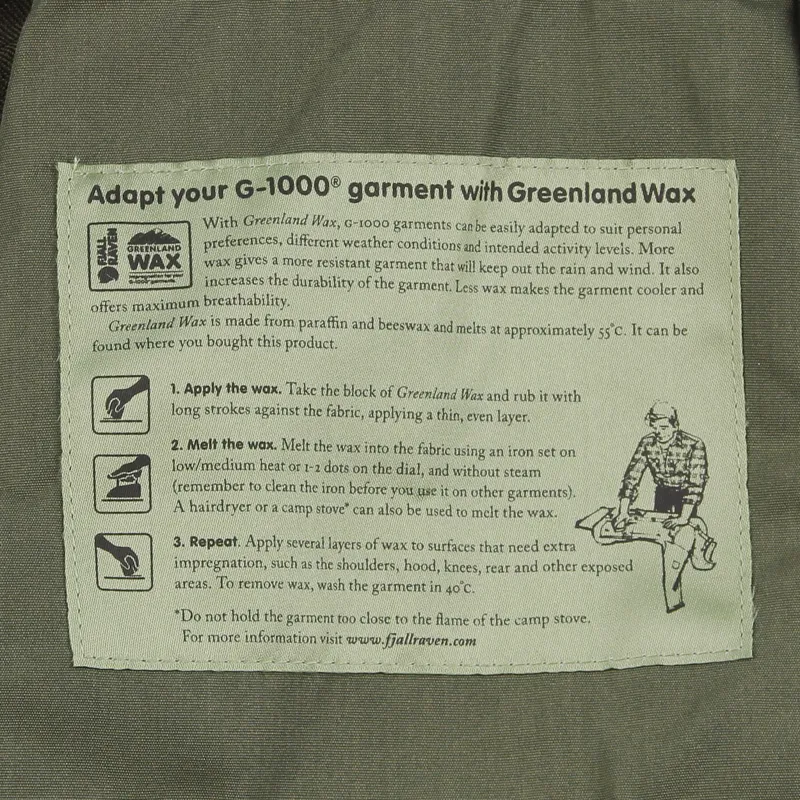 Adapt your G-1000® garment with Greenland Wax
FJÄLL
RÄVEN
GREENLAND
WAX
With Greenland Wax, G-1000 garments can be easily adapted to suit personal
preferences, different weather conditions and intended activity levels. More
wax gives a more resistant garment that will keep out the rain and wind. It also
increases the durability of the garment. Less wax makes the garment cooler and
offers maximum breathability.
Greenland Wax is made from paraffin and beeswax and melts at approximately 55°C. It can be
found where you bought this product.
1. Apply the wax. Take the block of Greenland Wax and rub it with
long strokes against the fabric, applying a thin, even layer.
2. Melt the wax. Melt the wax into the fabric using an iron set on
low/medium heat or 1-2 dots on the dial, and without steam
(remember to clean the iron before you use it on other garments).
A hairdryer or a camp stove* can also be used to melt the wax.
3. Repeat. Apply several layers of wax to surfaces that need extra
impregnation, such as the shoulders, hood, knees, rear and other exposed
areas. To remove wax, wash the garment in 40°C.
*Do not hold the garment too close to the flame of the camp stove.
For more information visit www.fjallraven.com